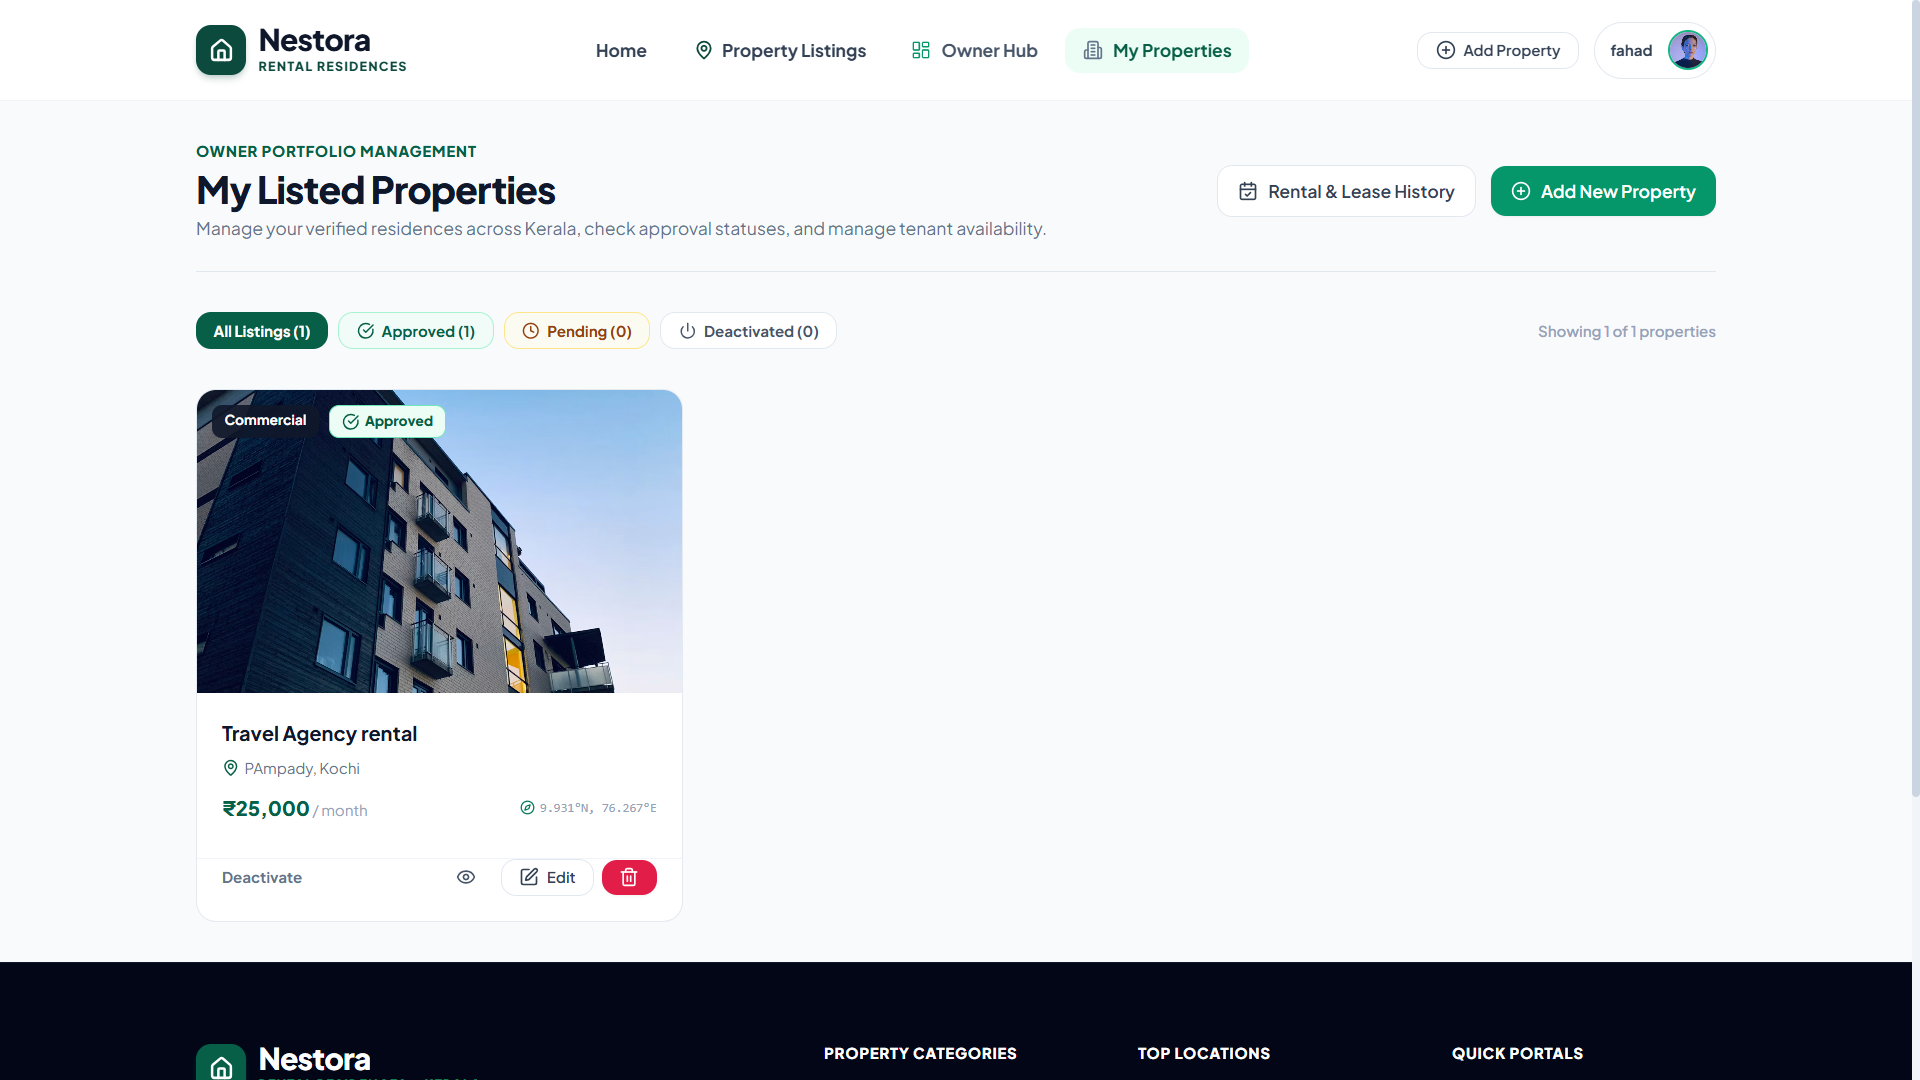 Nestora
RENTAL RESIDENCES
Home
Property Listings
Owner Hub
My Properties
Add Property
fahad
OWNER PORTFOLIO MANAGEMENT
My Listed Properties
Manage your verified residences across Kerala, check approval statuses, and manage tenant availability.
Rental & Lease History
Add New Property
All Listings (1)
Approved (1)
Pending (0)
Deactivated (0)
Showing 1 of 1 properties
Commercial
Approved
Travel Agency rental
PAmpady, Kochi
₹25,000 / month
9.931°N, 76.267°E
Deactivate
Edit
Nestora
PROPERTY CATEGORIES
TOP LOCATIONS
QUICK PORTALS